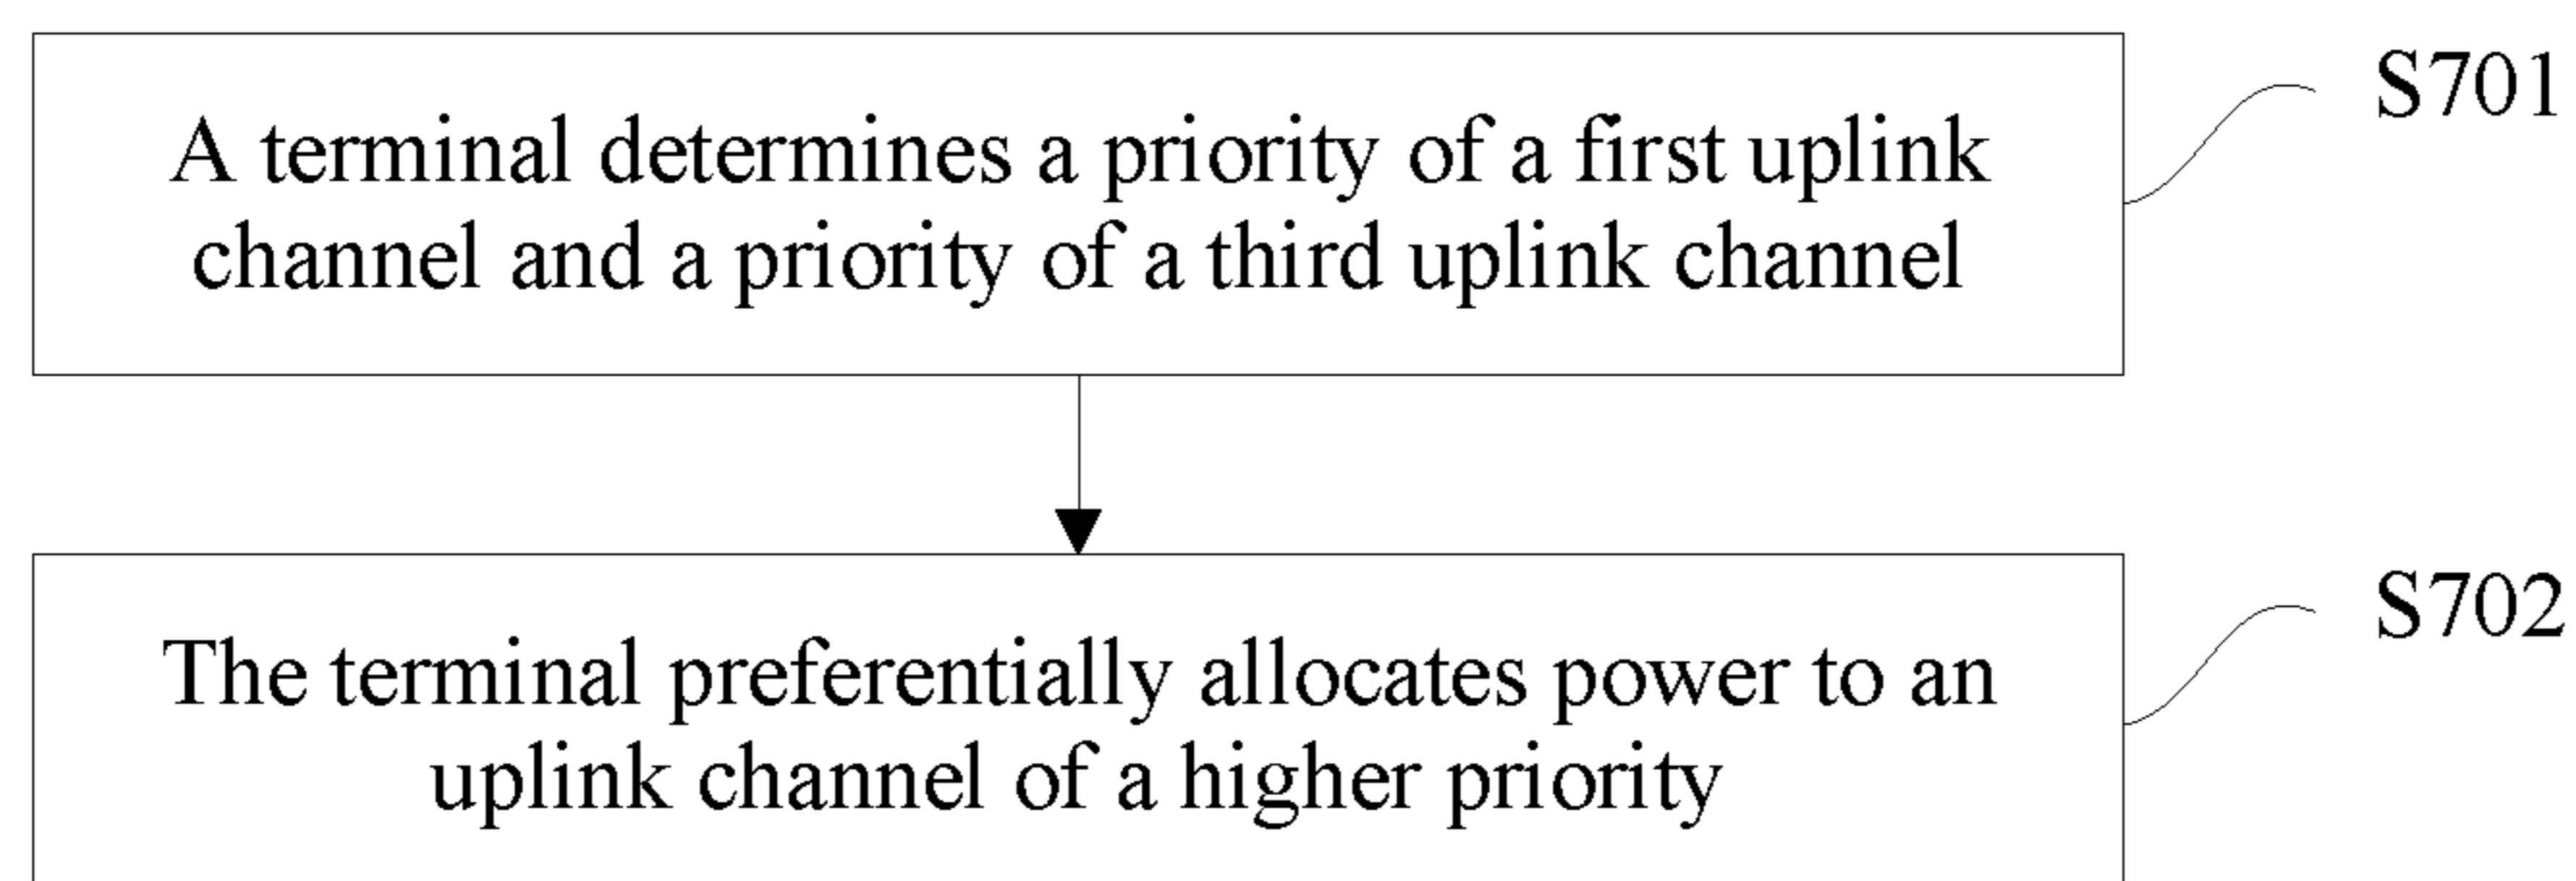 A terminal determines a priority of a first uplink
channel and a priority of a third uplink channel
S701
The terminal preferentially allocates power to an
uplink channel of a higher priority
S702